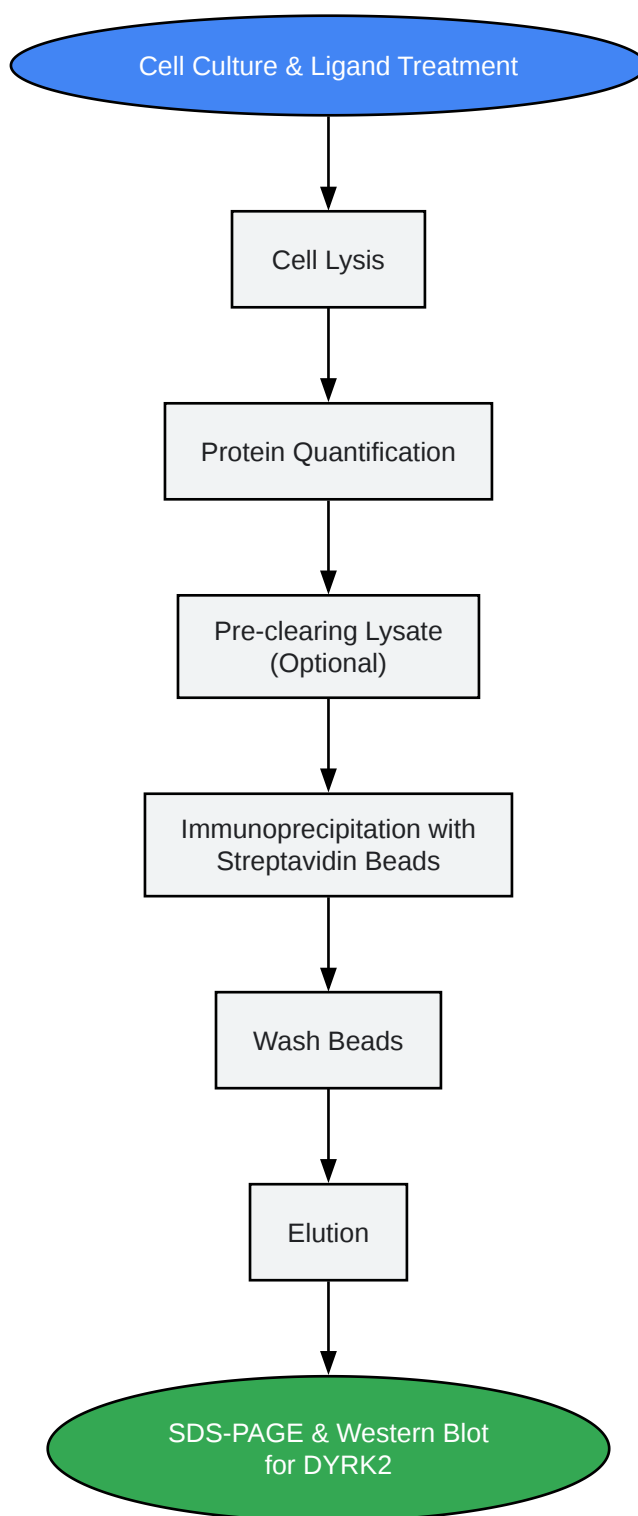 Cell Culture & Ligand Treatment
Cell Lysis
Protein Quantification
Pre-clearing Lysate
(Optional)
Immunoprecipitation with
Streptavidin Beads
Wash Beads
Elution
SDS-PAGE & Western Blot
for DYRK2